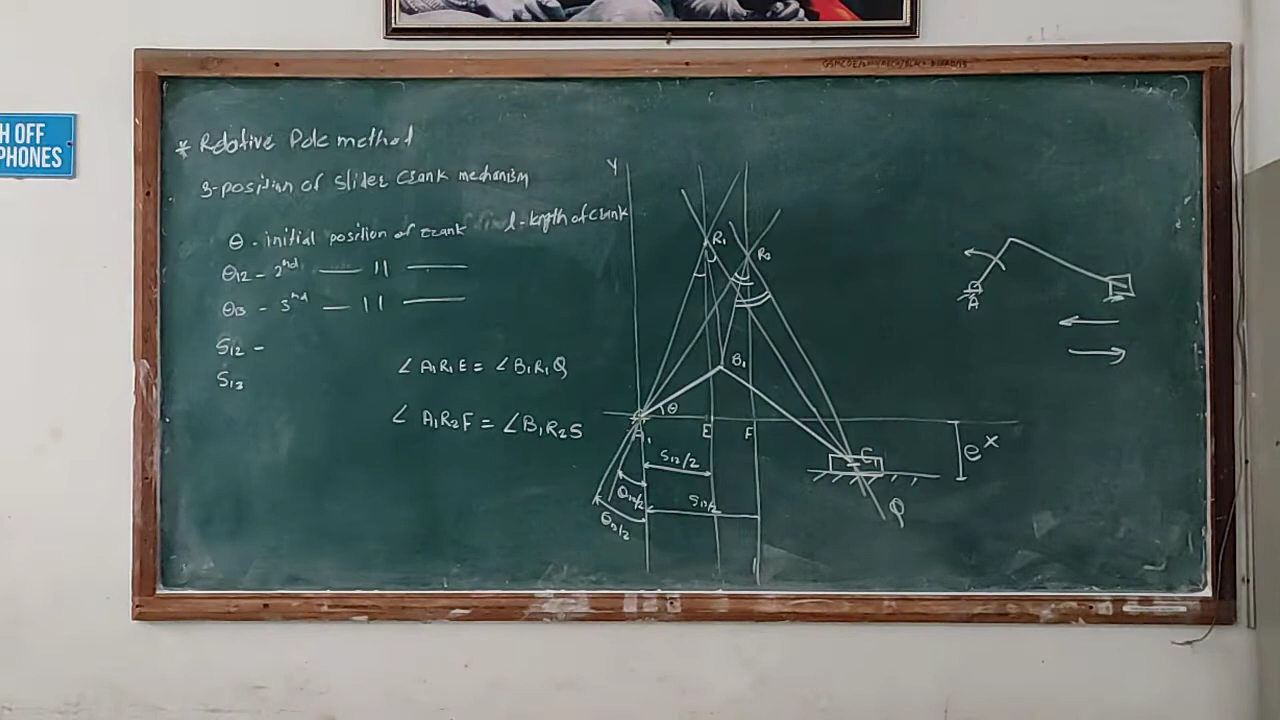 H OFF
PHONES
* Relative Pole method
3-position of slider crank mechanism
θ - initial position of crank l - length of crank
θ12 - 2nd — 11 —
θ13 - 3rd — 11 —
S12 -
S13
∠ A1R1E = ∠ B1R1Q
∠ A1R2F = ∠ B1R2S
Y
R1
R2
B1
θ
A1
E
F
C1
S12/2
S13/2
θ12/2
θ13/2
Q
e
X
A